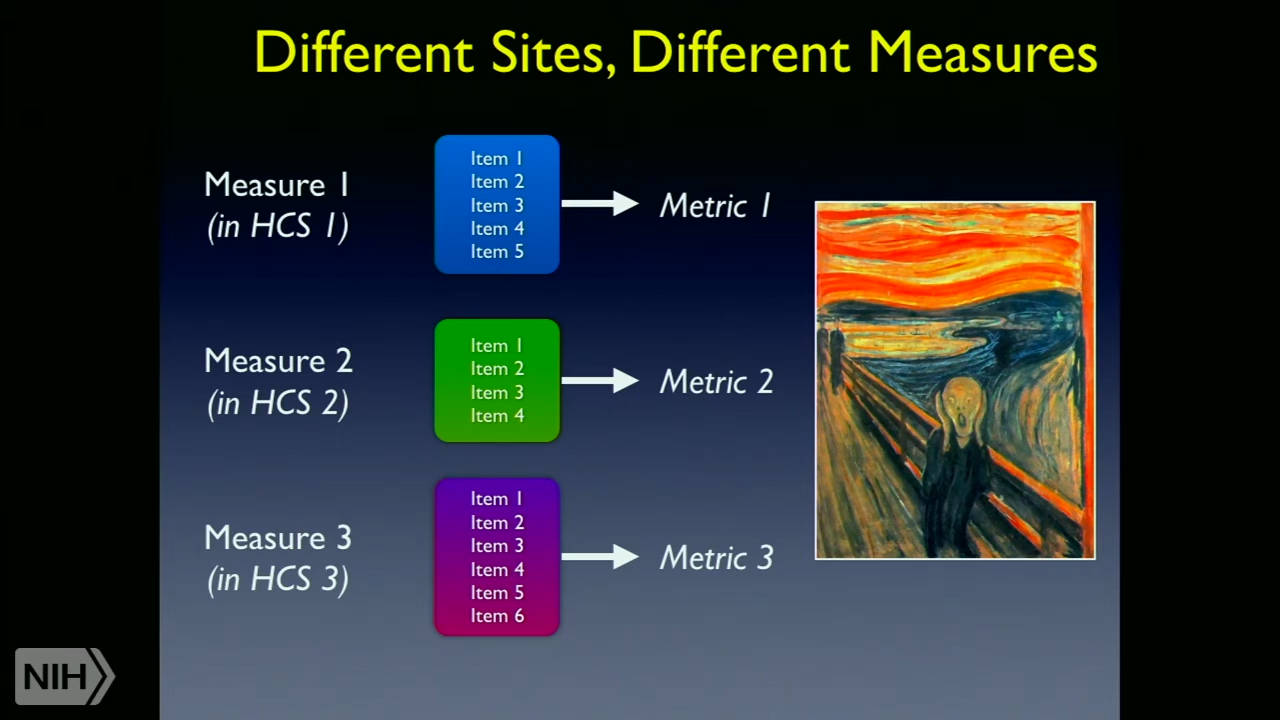 Different Sites, Different Measures
Measure 1
(in HCS 1)
Item 1
Item 2
Item 3
Item 4
Item 5
Metric 1
Measure 2
(in HCS 2)
Item 1
Item 2
Item 3
Item 4
Metric 2
Measure 3
(in HCS 3)
Item 1
Item 2
Item 3
Item 4
Item 5
Item 6
Metric 3
NIH